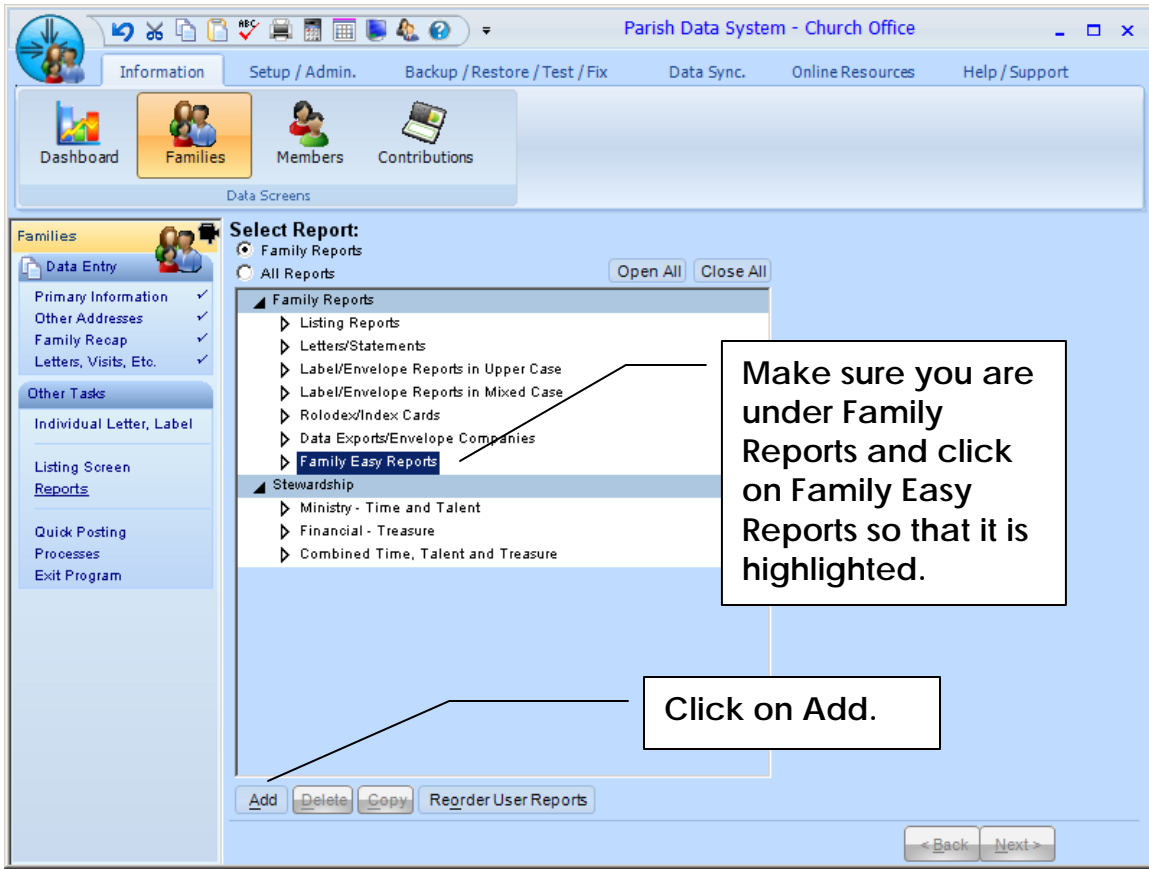 ABC
Parish Data System - Church Office
Information Setup / Admin. Backup / Restore / Test / Fix Data Sync. Online Resources Help / Support
Dashboard Families Members Contributions
Data Screens
Families
Data Entry
Primary Information
Other Addresses
Family Recap
Letters, Visits, Etc.
Other Tasks
Individual Letter, Label
Listing Screen
Reports
Quick Posting
Processes
Exit Program
Select Report:
Family Reports
All Reports
Open All Close All
Family Reports
Listing Reports
Letters/Statements
Label/Envelope Reports in Upper Case
Label/Envelope Reports in Mixed Case
Rolodex/Index Cards
Data Exports/Envelope Companies
Family Easy Reports
Stewardship
Ministry - Time and Talent
Financial - Treasure
Combined Time, Talent and Treasure
Make sure you are
under Family
Reports and click
on Family Easy
Reports so that it is
highlighted.
Click on Add.
Add Delete Copy Reorder User Reports
< Back Next >